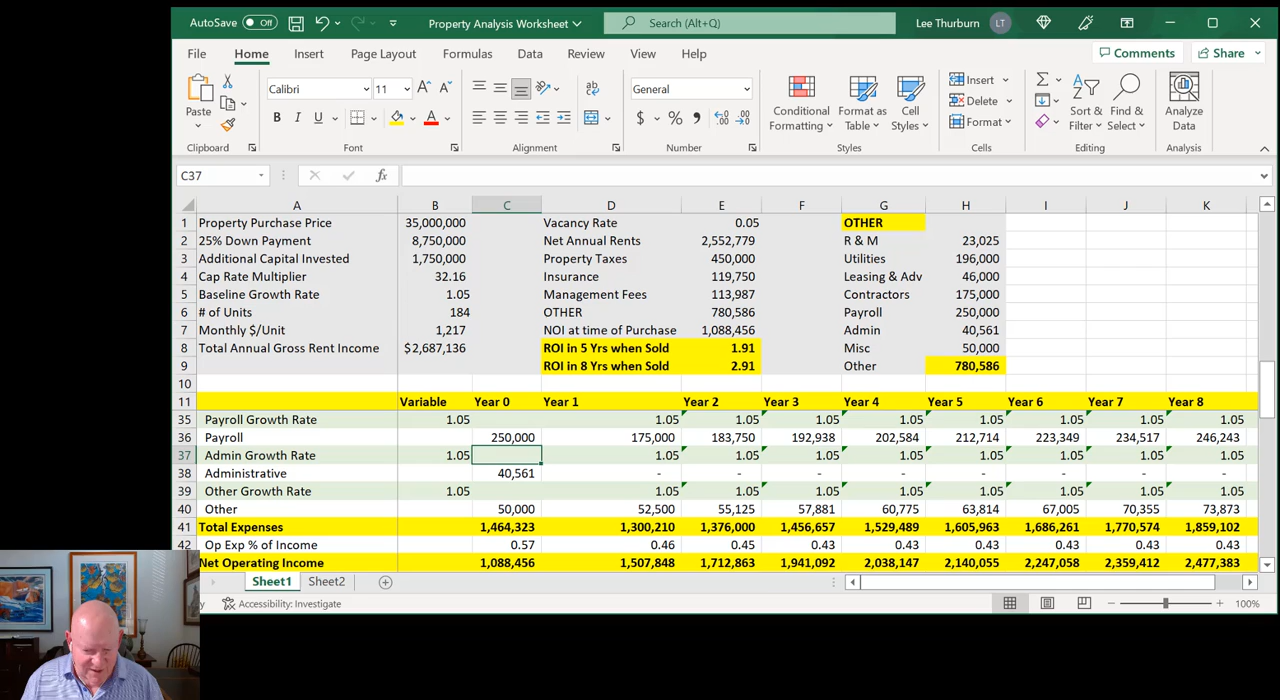 AutoSave Off Property Analysis Worksheet Search (Alt+Q) Lee Thurburn LT
File Home Insert Page Layout Formulas Data Review View Help Comments Share
Paste Calibri 11 General Conditional Formatting Format as Table Cell Styles Insert Delete Format Sort & Filter Find & Select Analyze Data
B I U A $ % 9
Clipboard Font Alignment Number Styles Cells Editing Analysis
C37 fx
A B C D E F G H I J K
1 Property Purchase Price 35,000,000 Vacancy Rate 0.05 OTHER
2 25% Down Payment 8,750,000 Net Annual Rents 2,552,779 R & M 23,025
3 Additional Capital Invested 1,750,000 Property Taxes 450,000 Utilities 196,000
4 Cap Rate Multiplier 32.16 Insurance 119,750 Leasing & Adv 46,000
5 Baseline Growth Rate 1.05 Management Fees 113,987 Contractors 175,000
6 # of Units 184 OTHER 780,586 Payroll 250,000
7 Monthly $/Unit 1,217 NOI at time of Purchase 1,088,456 Admin 40,561
8 Total Annual Gross Rent Income $2,687,136 ROI in 5 Yrs when Sold 1.91 Misc 50,000
9 ROI in 8 Yrs when Sold 2.91 Other 780,586
10
11 Variable Year 0 Year 1 Year 2 Year 3 Year 4 Year 5 Year 6 Year 7 Year 8
35 Payroll Growth Rate 1.05 1.05 1.05 1.05 1.05 1.05 1.05 1.05 1.05
36 Payroll 250,000 175,000 183,750 192,938 202,584 212,714 223,349 234,517 246,243
37 Admin Growth Rate 1.05 1.05 1.05 1.05 1.05 1.05 1.05 1.05 1.05
38 Administrative 40,561 - - - - - - - -
39 Other Growth Rate 1.05 1.05 1.05 1.05 1.05 1.05 1.05 1.05 1.05
40 Other 50,000 52,500 55,125 57,881 60,775 63,814 67,005 70,355 73,873
41 Total Expenses 1,464,323 1,300,210 1,376,000 1,456,657 1,529,489 1,605,963 1,686,261 1,770,574 1,859,102
42 Op Exp % of Income 0.57 0.46 0.45 0.43 0.43 0.43 0.43 0.43 0.43
Net Operating Income 1,088,456 1,507,848 1,712,863 1,941,092 2,038,147 2,140,055 2,247,058 2,359,412 2,477,383
Sheet1 Sheet2
Accessibility: Investigate 100%